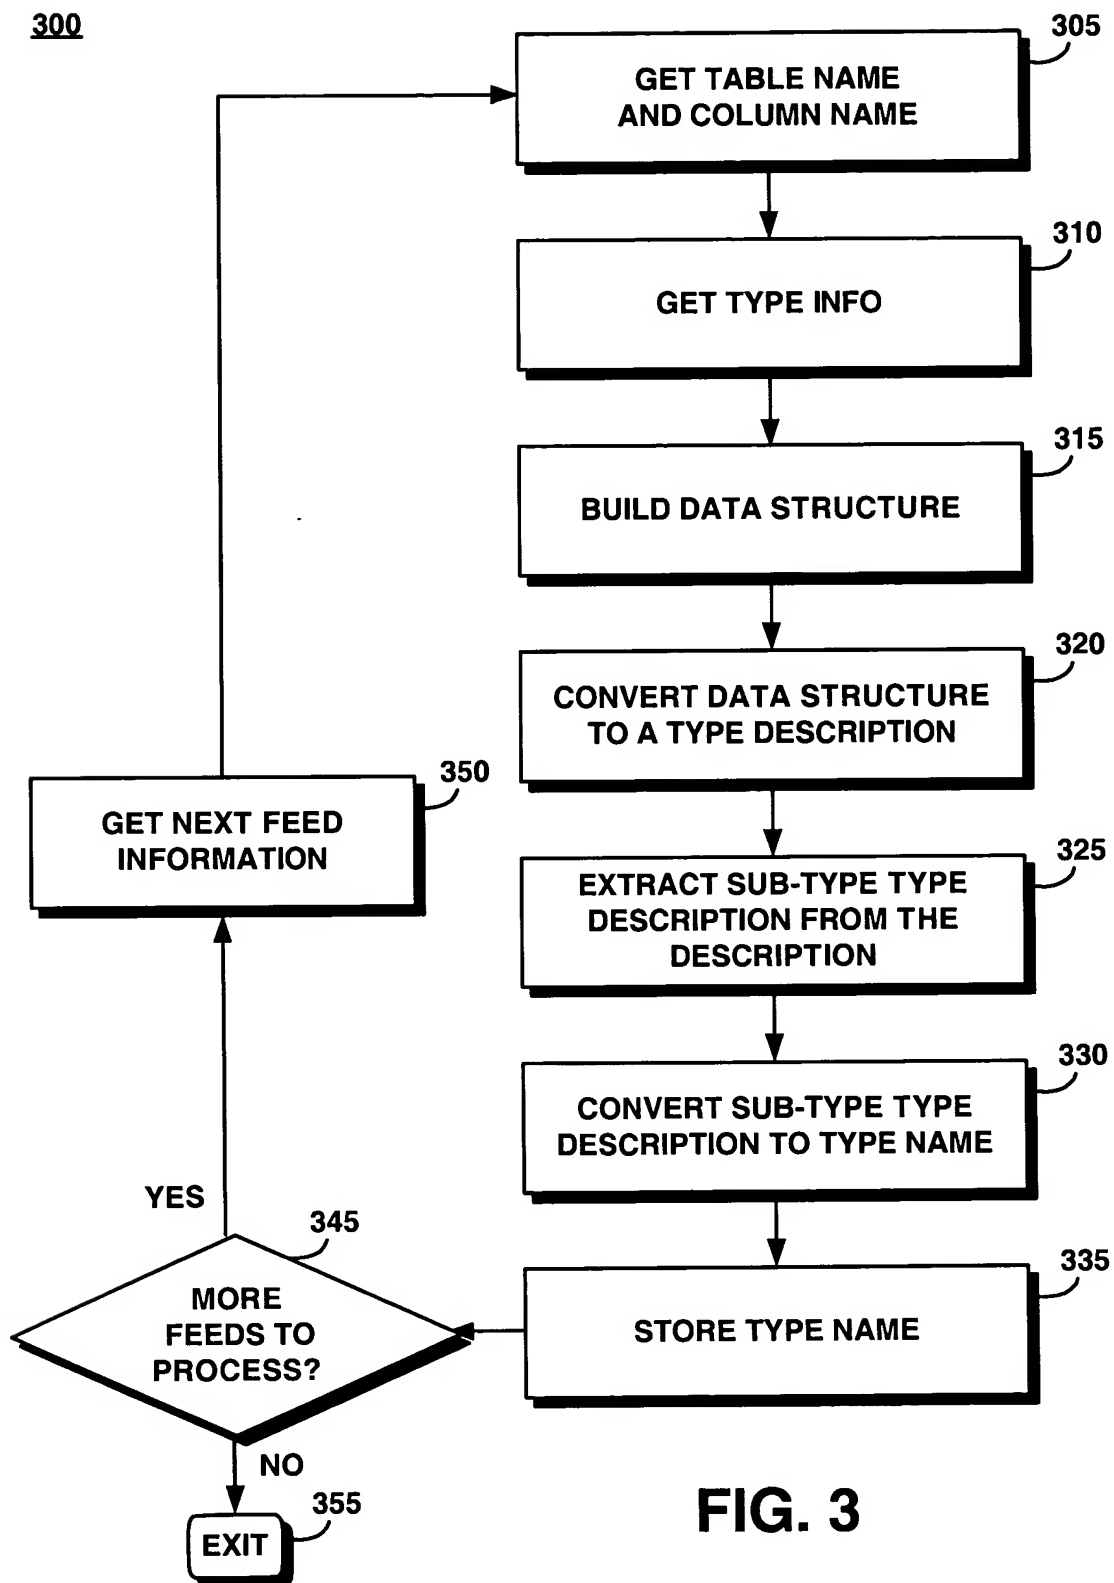 300
305
GET TABLE NAME
AND COLUMN NAME
310
GET TYPE INFO
315
BUILD DATA STRUCTURE
320
CONVERT DATA STRUCTURE
TO A TYPE DESCRIPTION
350
GET NEXT FEED
INFORMATION
325
EXTRACT SUB-TYPE TYPE
DESCRIPTION FROM THE
DESCRIPTION
330
CONVERT SUB-TYPE TYPE
DESCRIPTION TO TYPE NAME
YES
345
MORE
FEEDS TO
PROCESS?
335
STORE TYPE NAME
NO
355
EXIT
FIG. 3